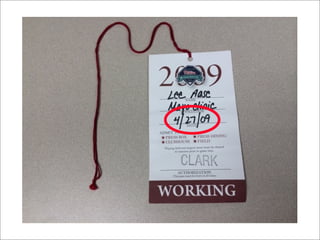 2009
Lee Aase
Mayo Clinic
4/27/09
PRESS BOX PRESS DINING
CLUBHOUSE FIELD
CLARK
AUTHORIZATION
WORKING